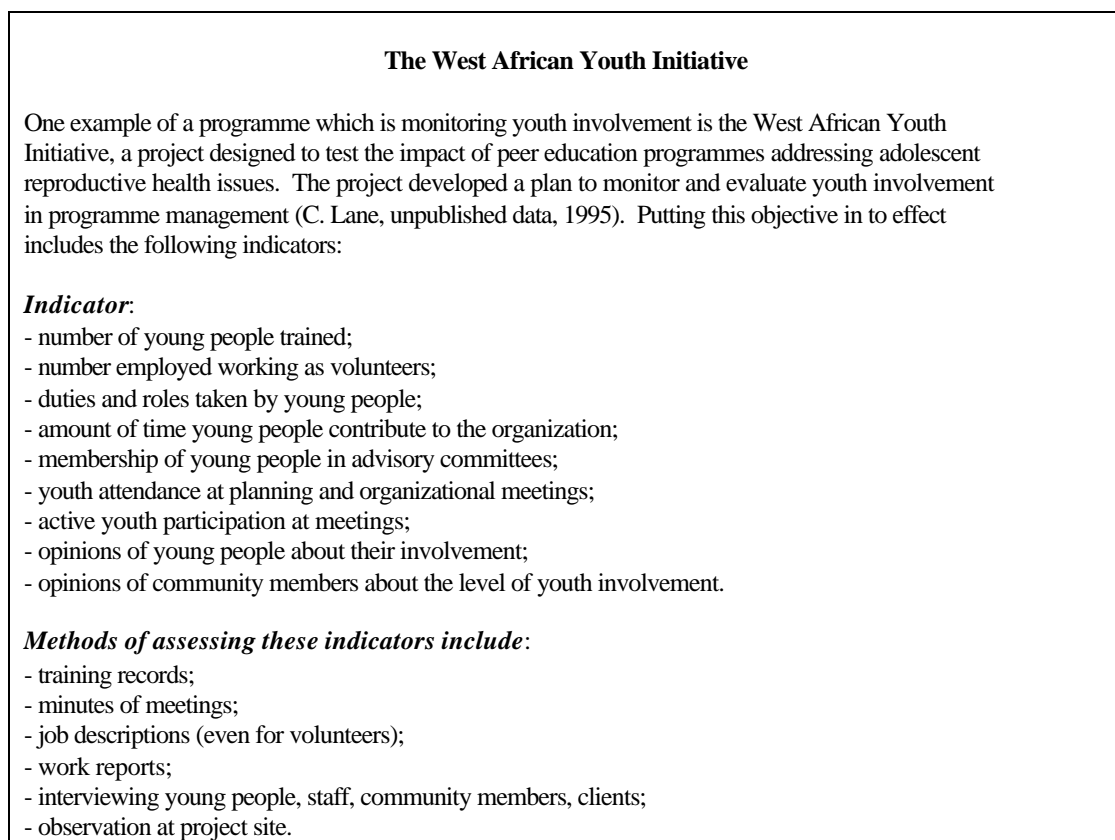 The West African Youth Initiative
One example of a programme which is monitoring youth involvement is the West African Youth
Initiative, a project designed to test the impact of peer education programmes addressing adolescent
reproductive health issues. The project developed a plan to monitor and evaluate youth involvement
in programme management (C. Lane, unpublished data, 1995). Putting this objective in to effect
includes the following indicators:
Indicator:
- number of young people trained;
- number employed working as volunteers;
- duties and roles taken by young people;
- amount of time young people contribute to the organization;
- membership of young people in advisory committees;
- youth attendance at planning and organizational meetings;
- active youth participation at meetings;
- opinions of young people about their involvement;
- opinions of community members about the level of youth involvement.
Methods of assessing these indicators include:
- training records;
- minutes of meetings;
- job descriptions (even for volunteers);
- work reports;
- interviewing young people, staff, community members, clients;
- observation at project site.